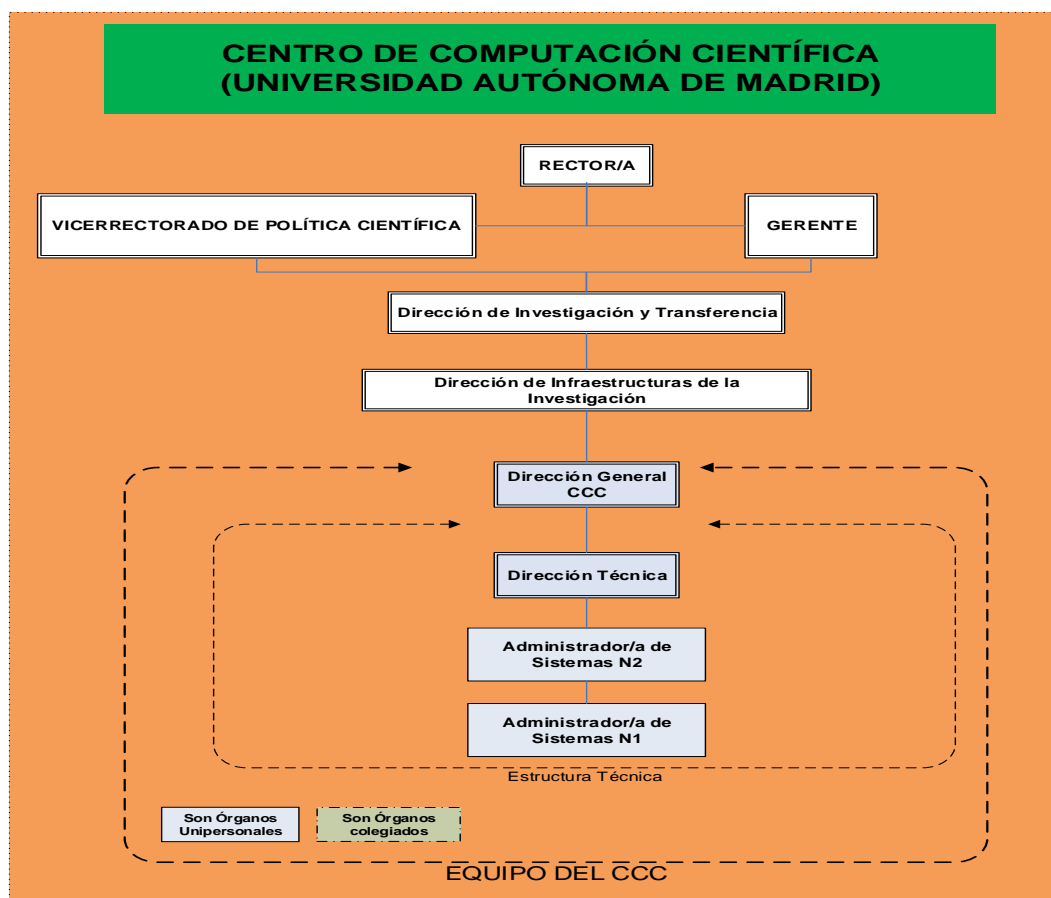 CENTRO DE COMPUTACIÓN CIENTÍFICA
(UNIVERSIDAD AUTÓNOMA DE MADRID)
RECTOR/A
VICERRECTORADO DE POLÍTICA CIENTÍFICA
GERENTE
Dirección de Investigación y Transferencia
Dirección de Infraestructuras de la
Investigación
Dirección General
CCC
Dirección Técnica
Administrador/a de
Sistemas N2
Administrador/a de
Sistemas N1
Estructura Técnica
Son Órganos
Unipersonales
Son Órganos
colegiados
EQUIPO DEL CCC